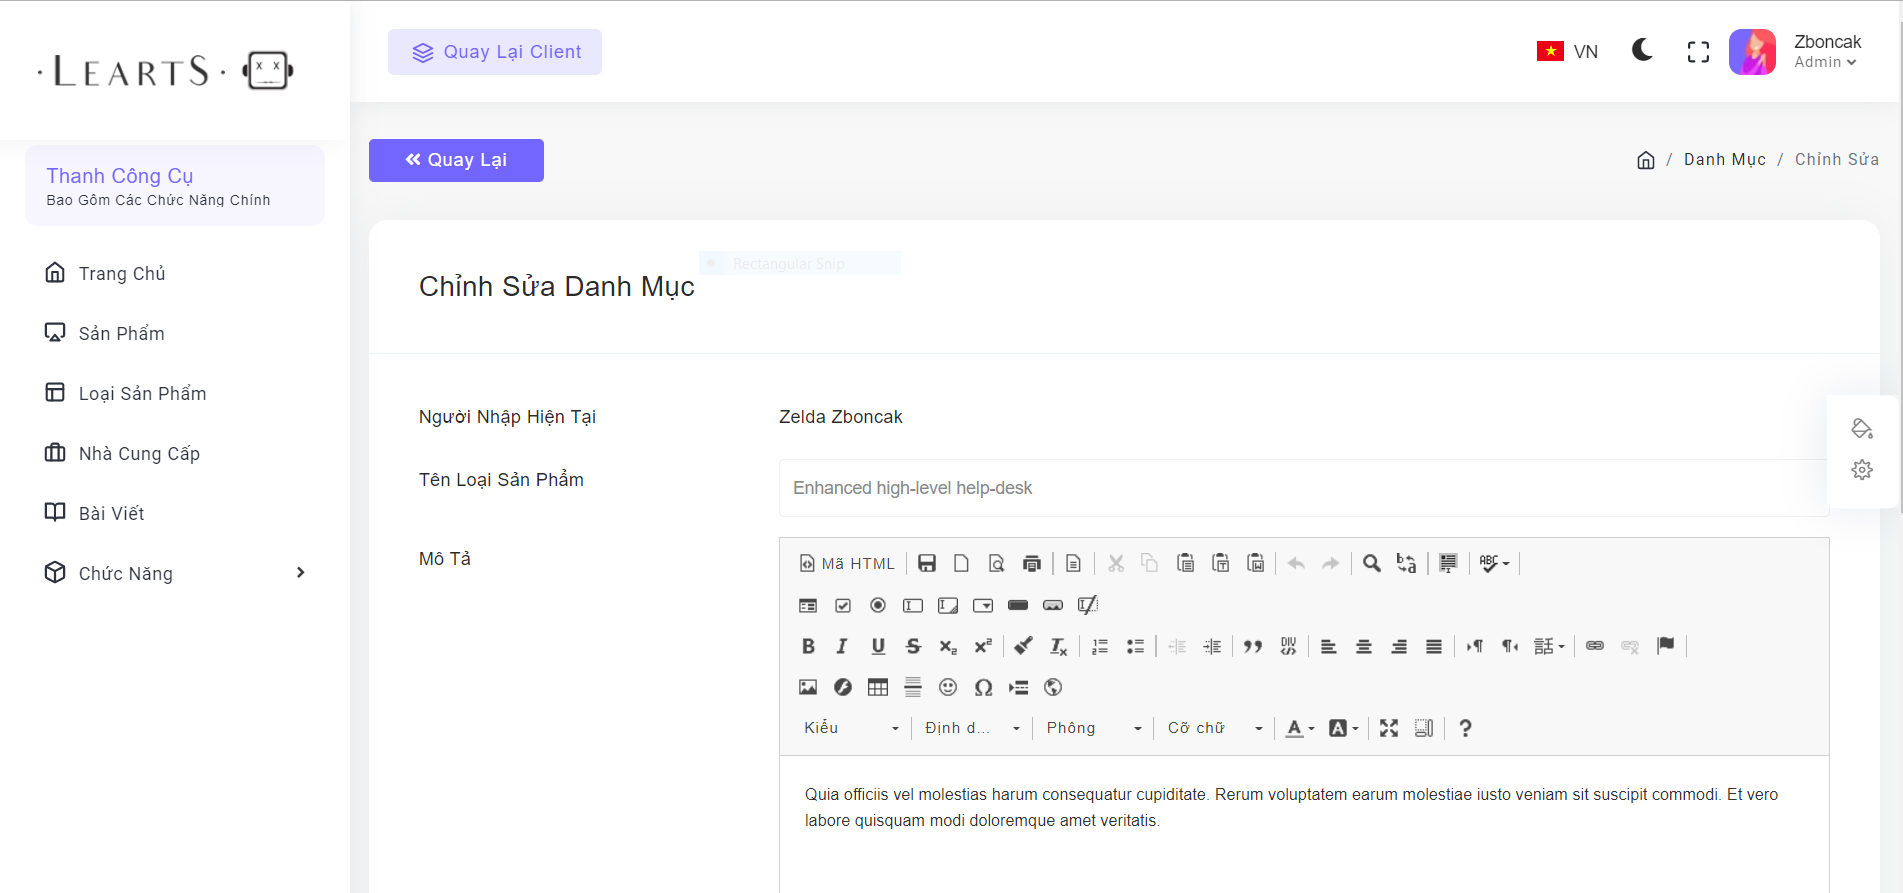 · LEARTS ·
Quay Lại Client
VN
Zboncak
Admin
Thanh Công Cụ
Bao Gôm Các Chức Năng Chính
Trang Chủ
Sản Phẩm
Loại Sản Phẩm
Nhà Cung Cấp
Bài Viết
Chức Năng
Quay Lại
/ Danh Mục / Chỉnh Sửa
Rectangular Snip
Chỉnh Sửa Danh Mục
Người Nhập Hiện Tại
Zelda Zboncak
Tên Loại Sản Phẩm
Enhanced high-level help-desk
Mô Tả
Mã HTML
Kiểu
Định d...
Phông
Cỡ chữ
Quia officiis vel molestias harum consequatur cupiditate. Rerum voluptatem earum molestiae iusto veniam sit suscipit commodi. Et vero
labore quisquam modi doloremque amet veritatis.